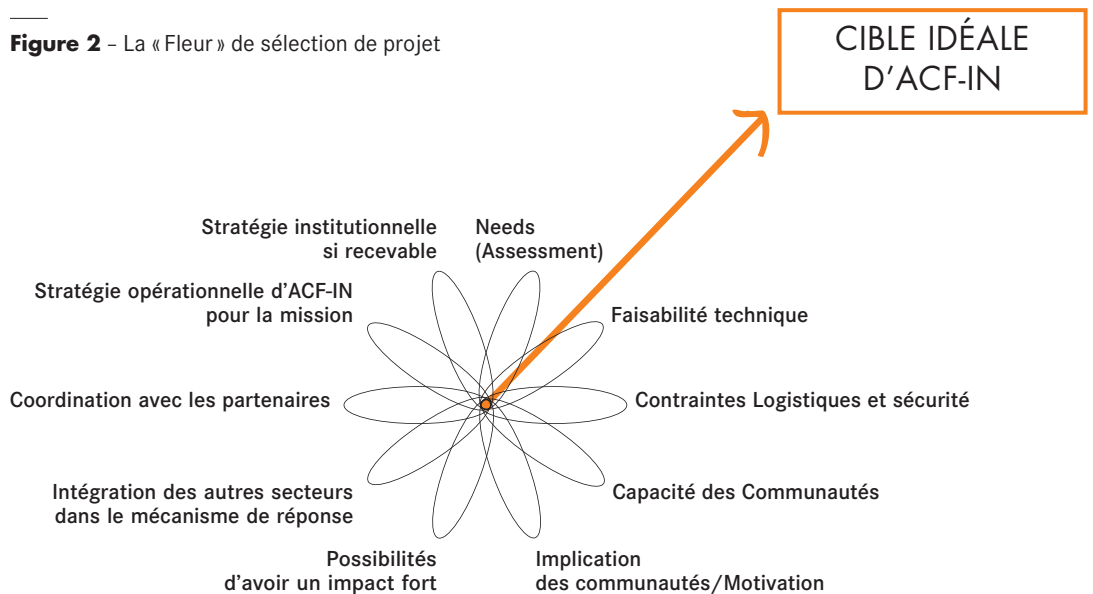 Figure 2 – La « Fleur » de sélection de projet
CIBLE IDÉALE
D’ACF-IN
Stratégie institutionnelle
si recevable
Needs
(Assessment)
Stratégie opérationnelle d’ACF-IN
pour la mission
Faisabilité technique
Coordination avec les partenaires
Contraintes Logistiques et sécurité
Intégration des autres secteurs
dans le mécanisme de réponse
Capacité des Communautés
Possibilités
d’avoir un impact fort
Implication
des communautés/Motivation